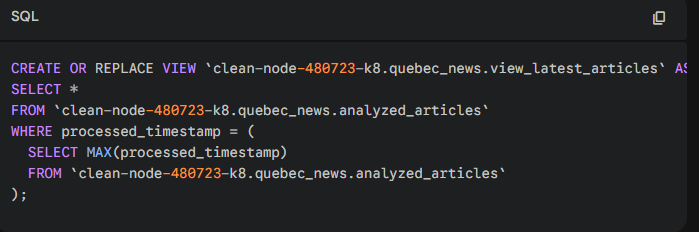 SQL
CREATE OR REPLACE VIEW `clean-node-480723-k8.quebec_news.view_latest_articles` AS
SELECT *
FROM `clean-node-480723-k8.quebec_news.analyzed_articles`
WHERE processed_timestamp = (
  SELECT MAX(processed_timestamp)
  FROM `clean-node-480723-k8.quebec_news.analyzed_articles`
);